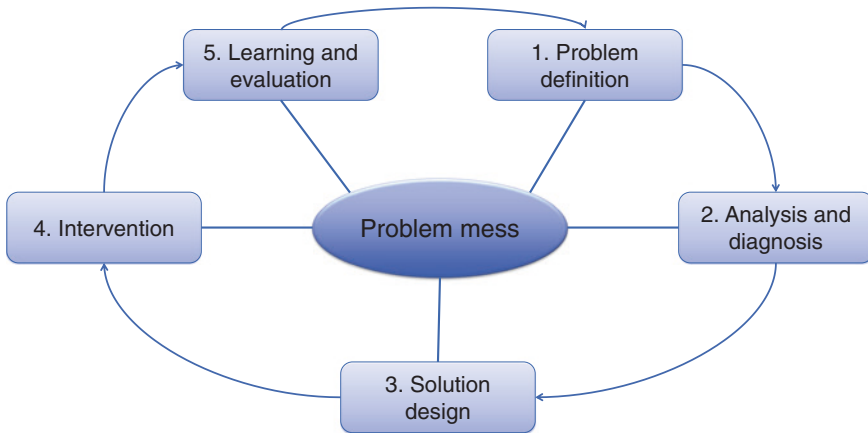 5. Learning and
evaluation
1. Problem
definition
4. Intervention
Problem mess
2. Analysis and
diagnosis
3. Solution
design